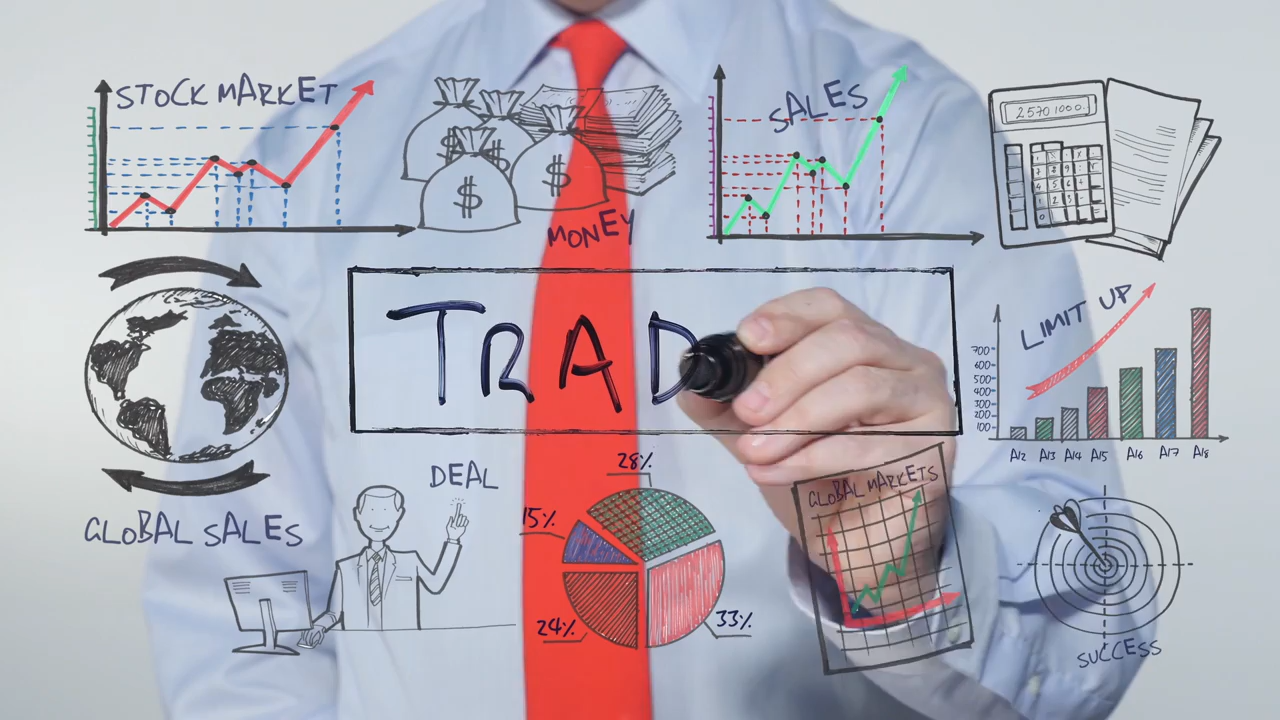 STOCK MARKET
$ $ $ $
MONEY
SALES
2570 1000.
TRAD
LIMIT UP
700
600
500
400
300
200
100
A12 A13 A14 A15 A16 A17 A18
GLOBAL SALES
DEAL
28%
15%
24%
33%
GLOBAL MARKETS
SUCCESS